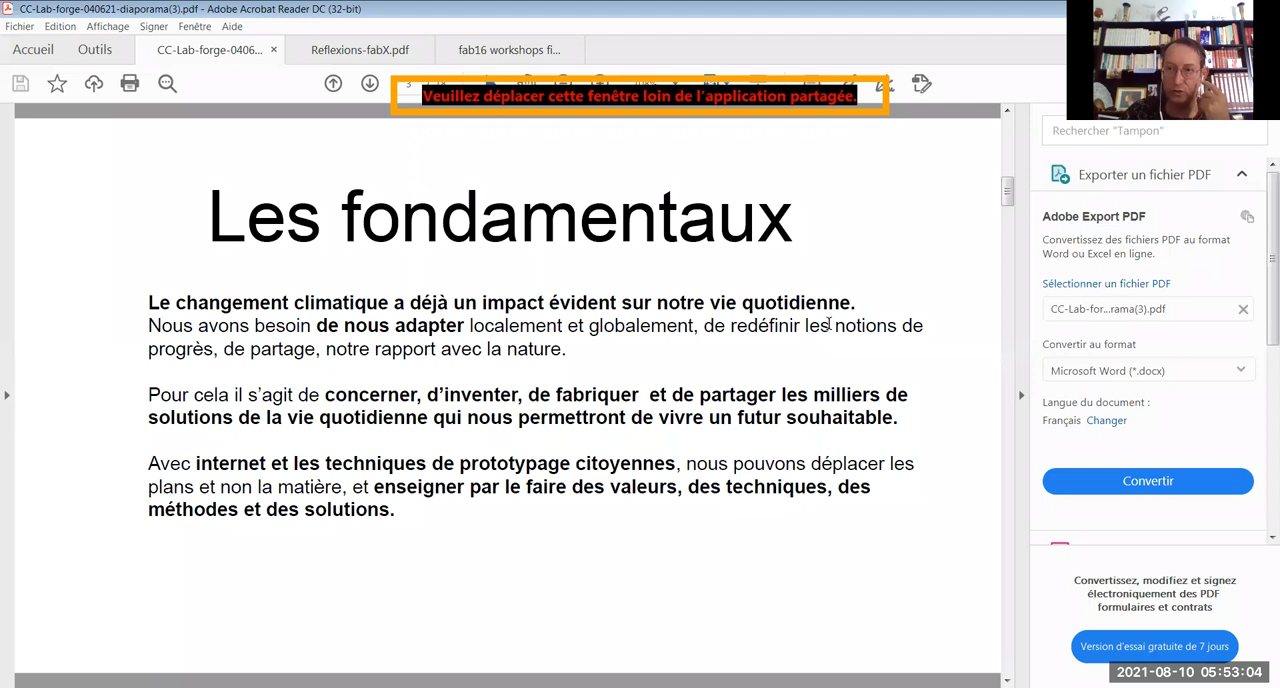 CC-Lab-forge-040621-diaporama(3).pdf - Adobe Acrobat Reader DC (32-bit)
Fichier Edition Affichage Signer Fenêtre Aide
Accueil Outils CC-Lab-forge-0406... × Reflexions-fabX.pdf fab16 workshops fi...
Veuillez déplacer cette fenêtre loin de l'application partagée.
Rechercher "Tampon"
Exporter un fichier PDF
Adobe Export PDF
Convertissez des fichiers PDF au format
Word ou Excel en ligne.
Sélectionner un fichier PDF
CC-Lab-for...rama(3).pdf
Convertir au format
Microsoft Word (*.docx)
Langue du document :
Français Changer
Convertir
Convertissez, modifiez et signez
électroniquement des PDF
formulaires et contrats
Version d'essai gratuite de 7 jours
2021-08-10 05:53:04
Les fondamentaux
Le changement climatique a déjà un impact évident sur notre vie quotidienne.
Nous avons besoin de nous adapter localement et globalement, de redéfinir les notions de
progrès, de partage, notre rapport avec la nature.
Pour cela il s'agit de concerner, d'inventer, de fabriquer et de partager les milliers de
solutions de la vie quotidienne qui nous permettront de vivre un futur souhaitable.
Avec internet et les techniques de prototypage citoyennes, nous pouvons déplacer les
plans et non la matière, et enseigner par le faire des valeurs, des techniques, des
méthodes et des solutions.